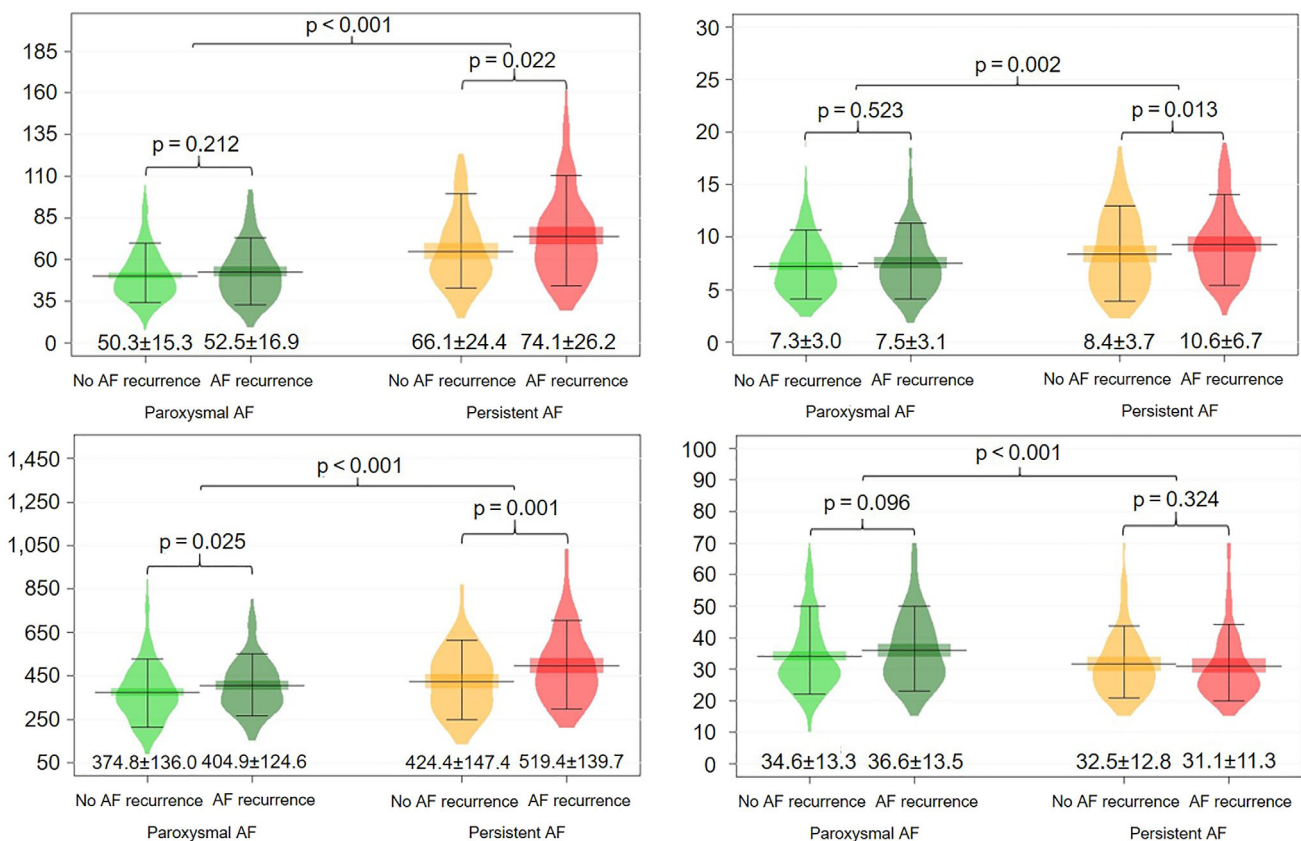 p < 0.001
185
p = 0.022
160
135
p = 0.212
110
85
60
35
0
50.3±15.3 52.5±16.9 66.1±24.4 74.1±26.2
No AF recurrence AF recurrence No AF recurrence AF recurrence
Paroxysmal AF Persistent AF
30
25
p = 0.002
20
p = 0.523 p = 0.013
15
10
5
0
7.3±3.0 7.5±3.1 8.4±3.7 10.6±6.7
No AF recurrence AF recurrence No AF recurrence AF recurrence
Paroxysmal AF Persistent AF
1,450
p < 0.001
1,250
p = 0.001
1,050
p = 0.025
850
650
450
250
50
374.8±136.0 404.9±124.6 424.4±147.4 519.4±139.7
No AF recurrence AF recurrence No AF recurrence AF recurrence
Paroxysmal AF Persistent AF
100
p < 0.001
90
80
p = 0.096 p = 0.324
70
60
50
40
30
20
10
0
34.6±13.3 36.6±13.5 32.5±12.8 31.1±11.3
No AF recurrence AF recurrence No AF recurrence AF recurrence
Paroxysmal AF Persistent AF